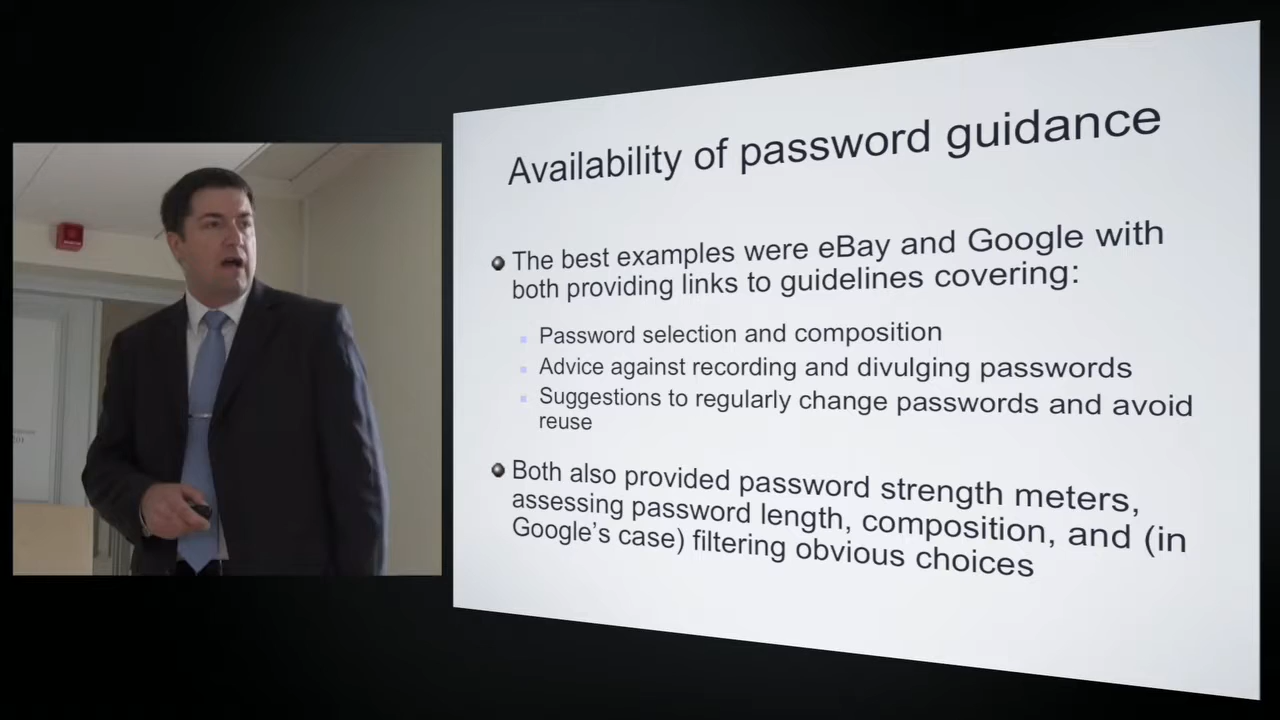 Availability of password guidance
The best examples were eBay and Google with
both providing links to guidelines covering:
Password selection and composition
Advice against recording and divulging passwords
Suggestions to regularly change passwords and avoid
reuse
Both also provided password strength meters,
assessing password length, composition, and (in
Google's case) filtering obvious choices